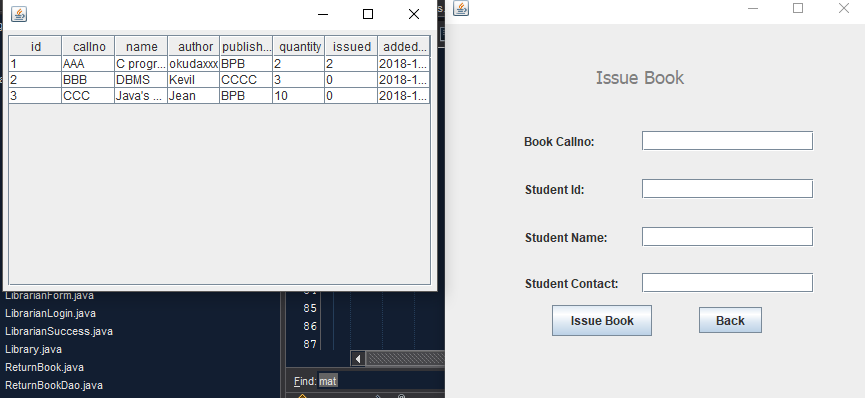 id callno name author publish... quantity issued added...
1 AAA C progr... okudaxxx BPB 2 2 2018-1...
2 BBB DBMS Kevil CCCC 3 0 2018-1...
3 CCC Java's ... Jean BPB 10 0 2018-1...
LibrarianForm.java
LibrarianLogin.java
LibrarianSuccess.java
Library.java
ReturnBook.java
ReturnBookDao.java
85
86
87
Find: mat
Issue Book
Book Callno:
Student Id:
Student Name:
Student Contact:
Issue Book Back